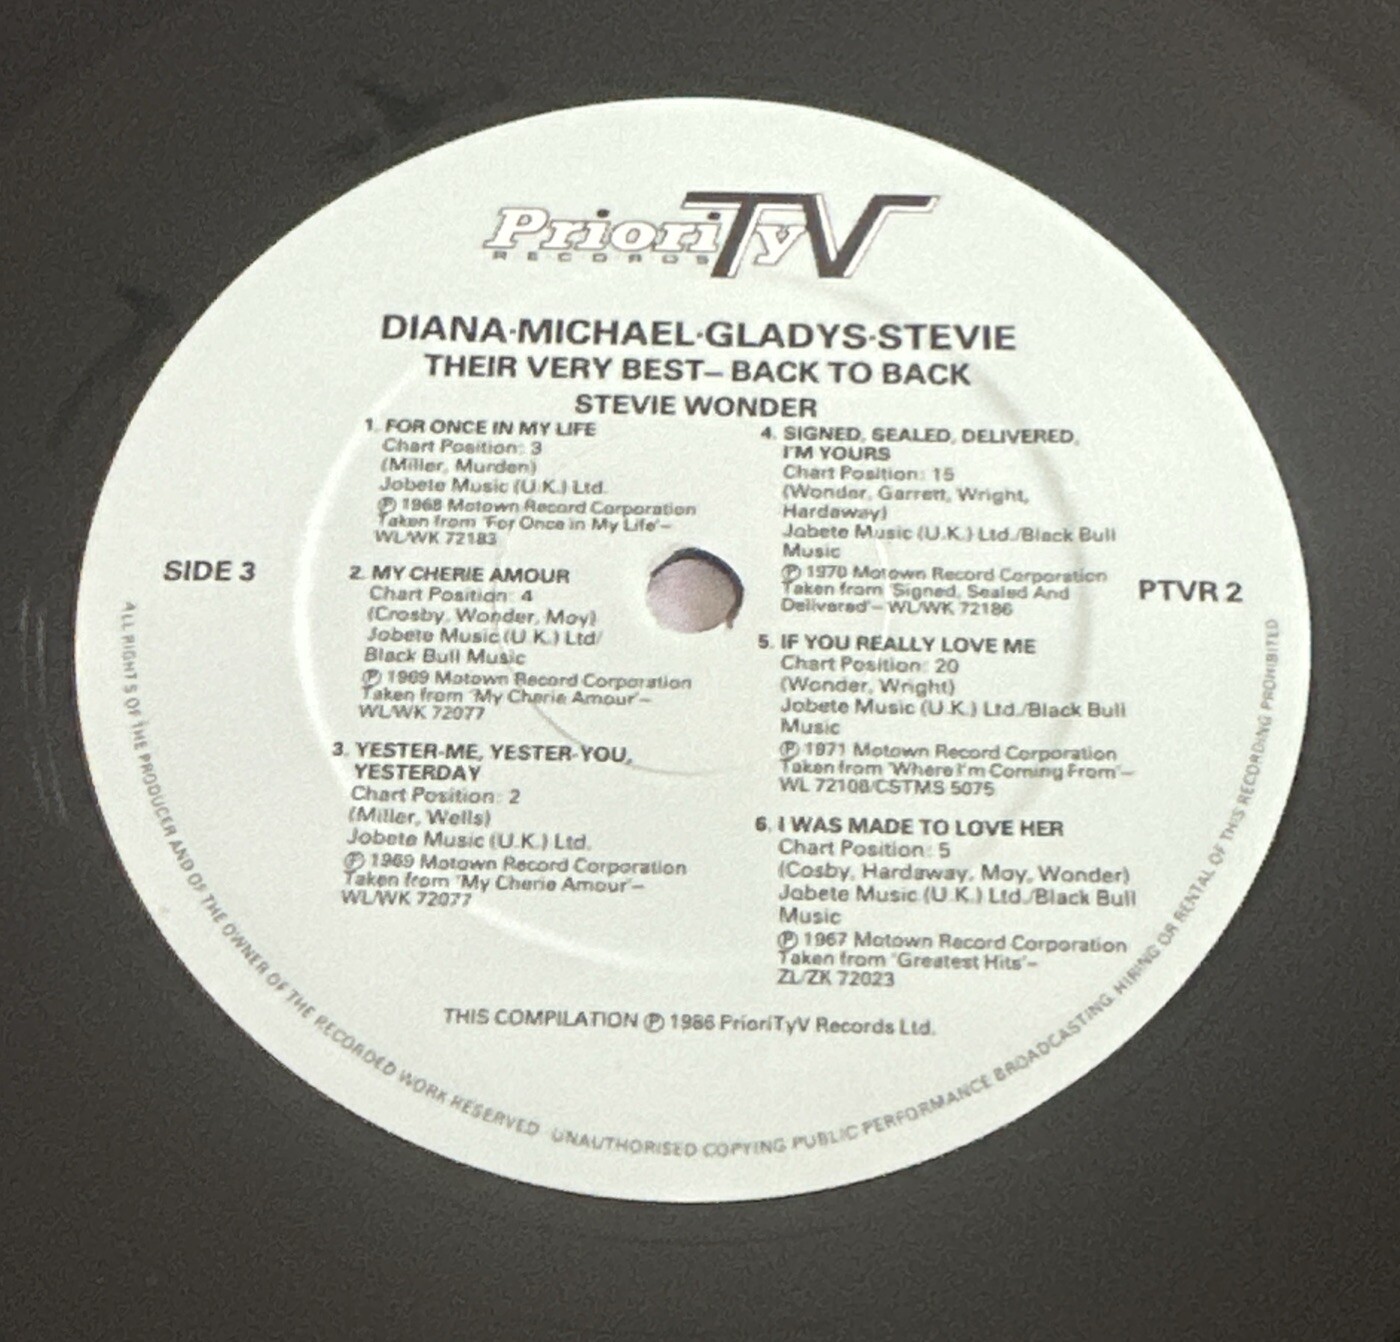 PrioriTyV
RECORDS
DIANA·MICHAEL·GLADYS·STEVIE
THEIR VERY BEST – BACK TO BACK
STEVIE WONDER
1. FOR ONCE IN MY LIFE
Chart Position: 3
(Miller, Murden)
Jobete Music (U.K.) Ltd.
Ⓟ 1968 Motown Record Corporation
Taken from 'For Once in My Life'–
WL/WK 72183
2. MY CHERIE AMOUR
Chart Position: 4
(Crosby, Wonder, Moy)
Jobete Music (U.K.) Ltd/
Black Bull Music
Ⓟ 1969 Motown Record Corporation
Taken from 'My Cherie Amour'–
WL/WK 72077
3. YESTER-ME, YESTER-YOU,
YESTERDAY
Chart Position: 2
(Miller, Wells)
Jobete Music (U.K.) Ltd.
Ⓟ 1969 Motown Record Corporation
Taken from 'My Cherie Amour'–
WL/WK 72077
4. SIGNED, SEALED, DELIVERED,
I'M YOURS
Chart Position: 15
(Wonder, Garrett, Wright,
Hardaway)
Jobete Music (U.K.) Ltd./Black Bull
Music
Ⓟ 1970 Motown Record Corporation
Taken from 'Signed, Sealed And
Delivered'– WL/WK 72186
5. IF YOU REALLY LOVE ME
Chart Position: 20
(Wonder, Wright)
Jobete Music (U.K.) Ltd./Black Bull
Music
Ⓟ 1971 Motown Record Corporation
Taken from 'Where I'm Coming From'–
WL 72108/CSTMS 5075
6. I WAS MADE TO LOVE HER
Chart Position: 5
(Cosby, Hardaway, Moy, Wonder)
Jobete Music (U.K.) Ltd./Black Bull
Music
Ⓟ 1967 Motown Record Corporation
Taken from 'Greatest Hits'–
ZL/ZK 72023
SIDE 3
PTVR 2
THIS COMPILATION Ⓟ 1986 PrioriTyV Records Ltd.
ALL RIGHTS OF THE PRODUCER AND OF THE OWNER OF THE RECORDED WORK RESERVED UNAUTHORISED COPYING PUBLIC PERFORMANCE BROADCASTING HIRING OR RENTAL OF THIS RECORDING PROHIBITED